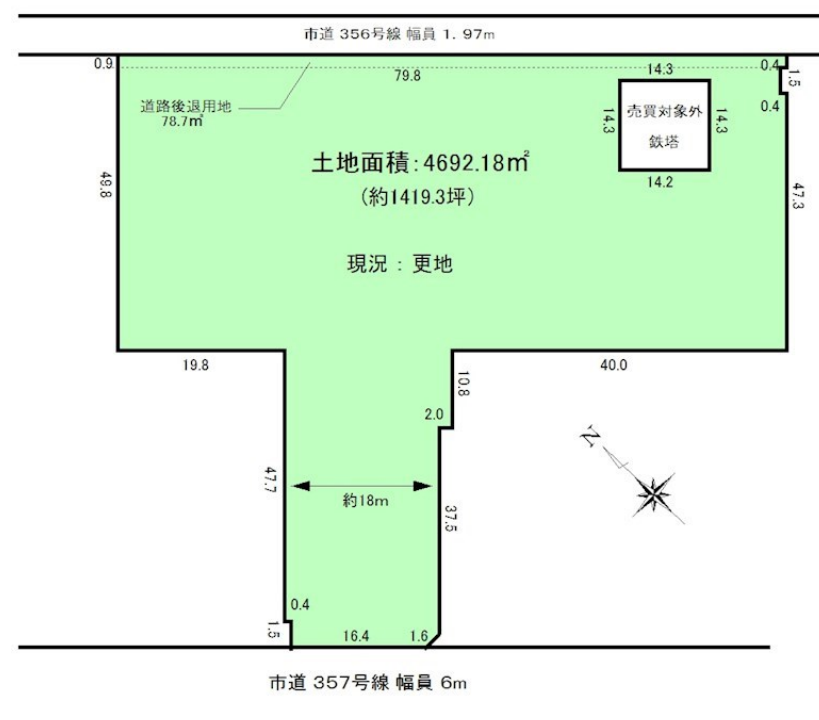 市道 356号線 幅員 1.97m
0.9
79.8
14.3
0.4
1.5
0.4
道路後退用地
78.7㎡
売買対象外
鉄塔
14.3
14.3
14.2
土地面積:4692.18㎡
(約1419.3坪)
49.8
47.3
現況 : 更地
19.8
40.0
10.8
2.0
N
47.7
約18m
37.5
0.4
1.5
16.4
1.6
市道 357号線 幅員 6m